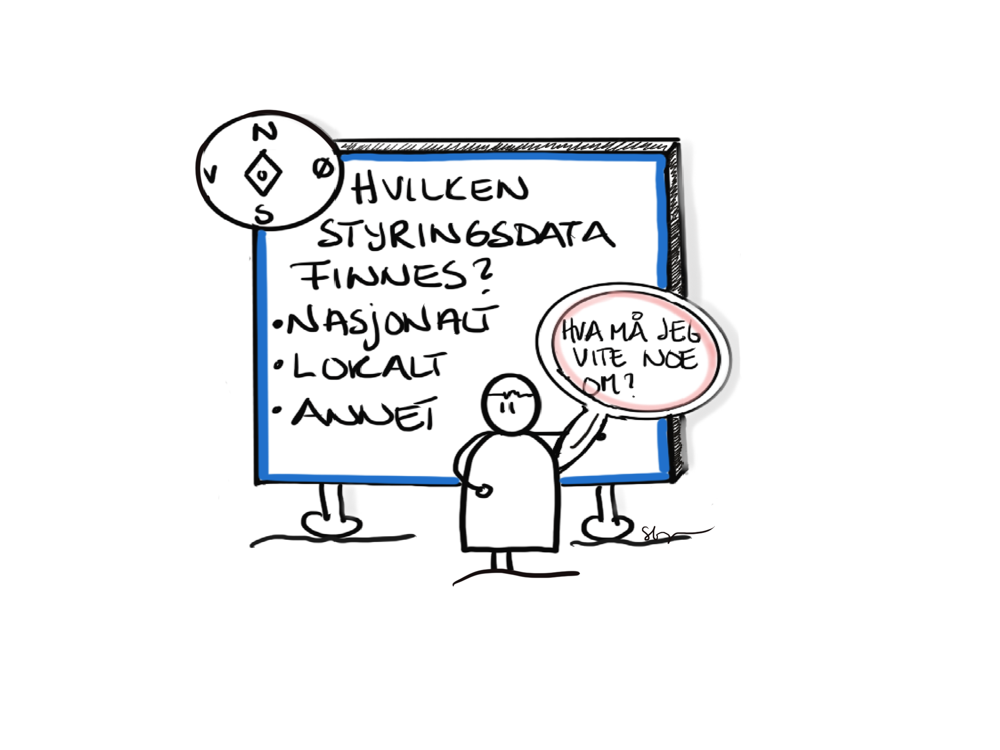 N
V Ø
S
HVILKEN
STYRINGSDATA
FINNES?
• NASJONALT
• LOKALT
• ANNET
HVA MÅ JEG
VITE NOE
OM?